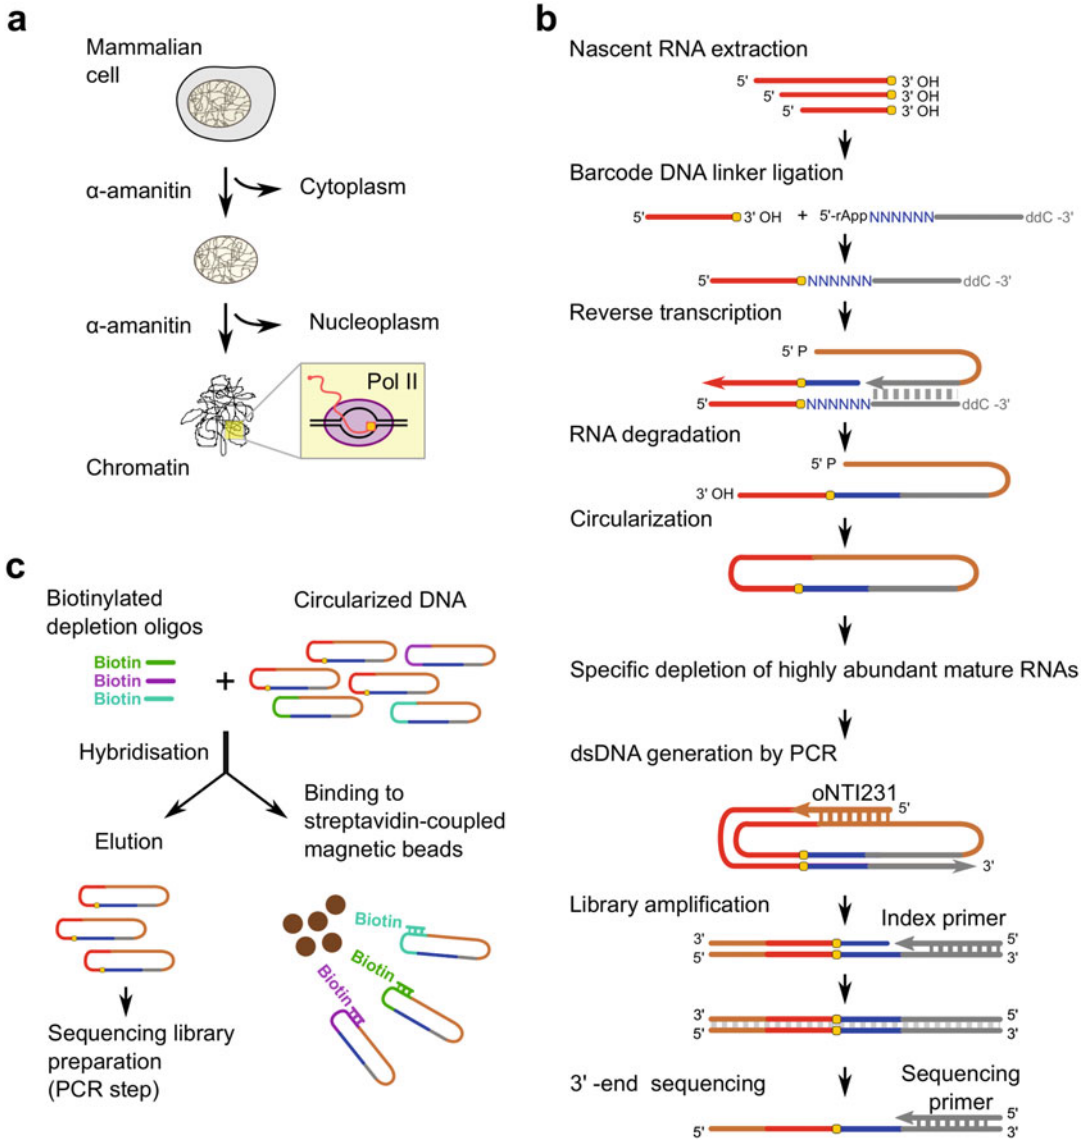 a
Mammalian
cell
α-amanitin
Cytoplasm
α-amanitin
Nucleoplasm
Pol II
Chromatin
b
Nascent RNA extraction
5' 3' OH
5' 3' OH
5' 3' OH
Barcode DNA linker ligation
5' 3' OH + 5'-rApp NNNNNN ddC -3'
5' NNNNNN ddC -3'
Reverse transcription
5' P
5' NNNNNN ddC -3'
RNA degradation
5' P
3' OH
Circularization
Specific depletion of highly abundant mature RNAs
dsDNA generation by PCR
oNTI231
5'
3'
Library amplification
Index primer
3' 5'
5' 3'
3' 5'
5' 3'
3' -end sequencing
Sequencing
primer
5'
5' 3'
c
Biotinylated
depletion oligos
Circularized DNA
Biotin
Biotin
Biotin
+
Hybridisation
Elution
Binding to
streptavidin-coupled
magnetic beads
Biotin
Biotin
Biotin
Sequencing library
preparation
(PCR step)